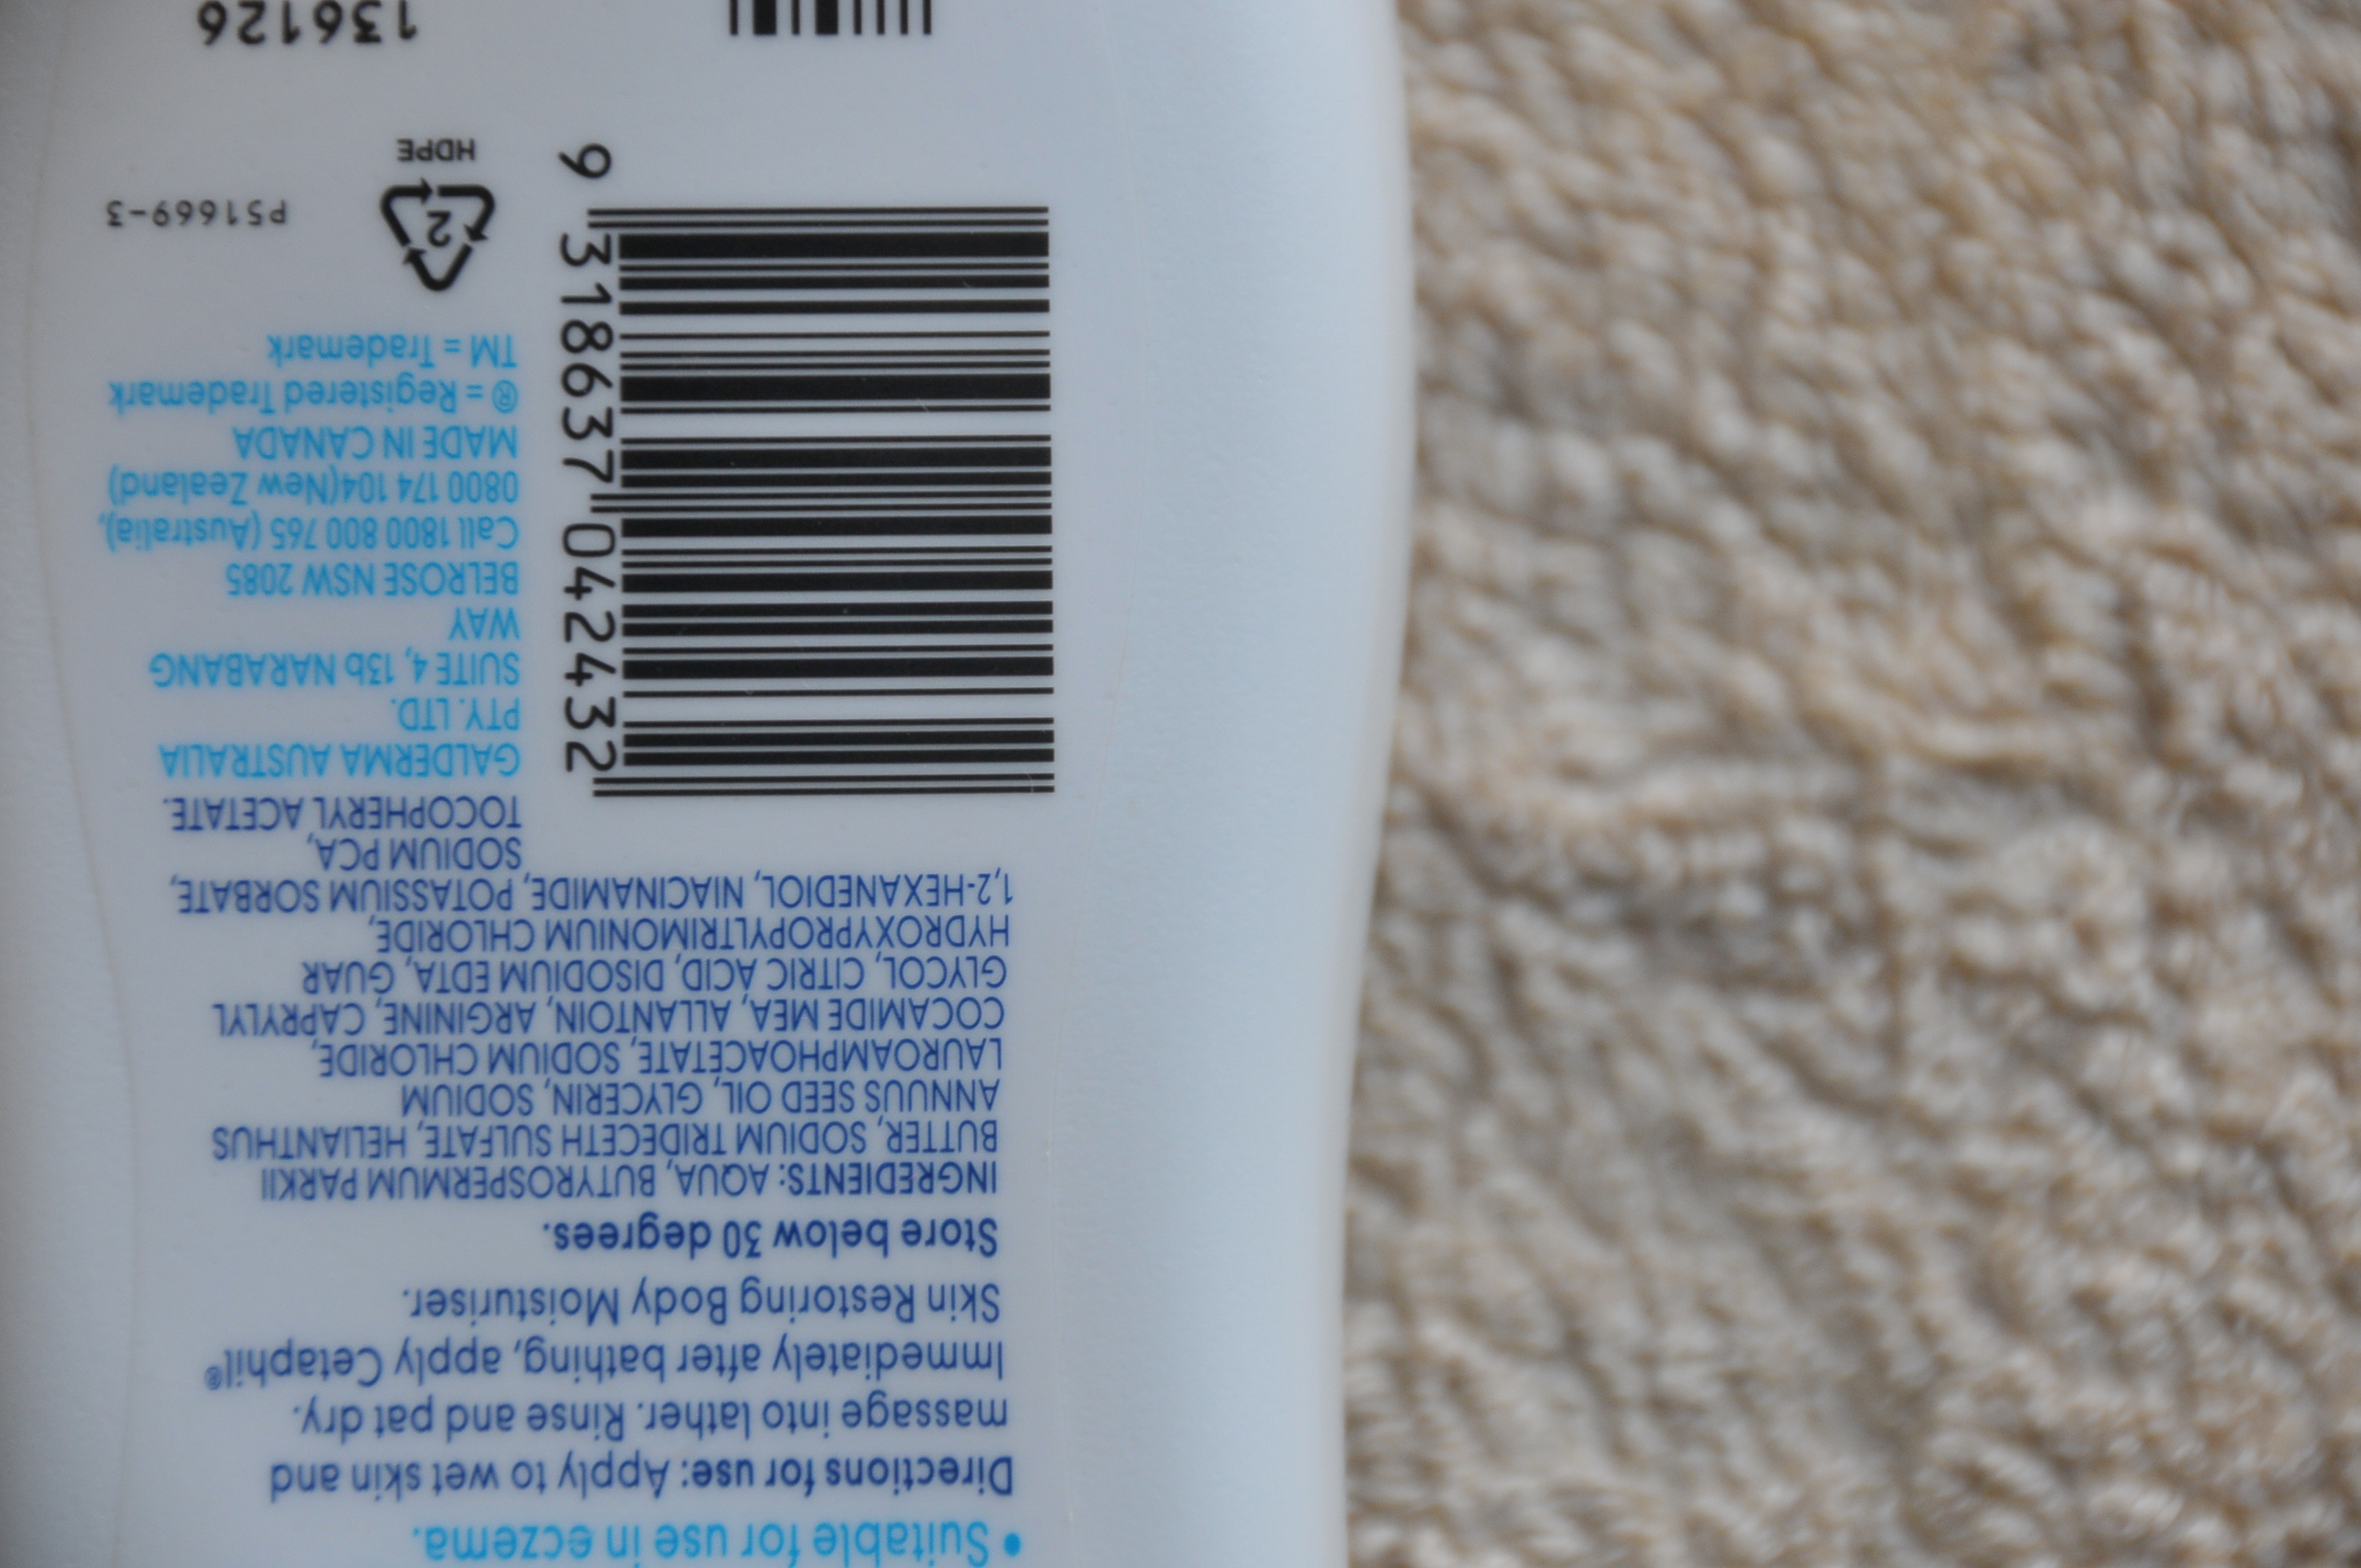 • Suitable for use in eczema.
Directions for use: Apply to wet skin and
massage into lather. Rinse and pat dry.
Immediately after bathing, apply Cetaphil®
Skin Restoring Body Moisturiser.
Store below 30 degrees.
INGREDIENTS: AQUA, BUTYROSPERMUM PARKII
BUTTER, SODIUM TRIDECETH SULFATE, HELIANTHUS
ANNUUS SEED OIL, GLYCERIN, SODIUM
LAUROAMPHOACETATE, SODIUM CHLORIDE,
COCAMIDE MEA, ALLANTOIN, ARGININE, CAPRYLYL
GLYCOL, CITRIC ACID, DISODIUM EDTA, GUAR
HYDROXYPROPYLTRIMONIUM CHLORIDE,
1,2-HEXANEDIOL, NIACINAMIDE, POTASSIUM SORBATE,
SODIUM PCA,
TOCOPHERYL ACETATE.
GALDERMA AUSTRALIA
PTY. LTD.
SUITE 4, 13b NARABANG
WAY
BELROSE NSW 2085
Call 1800 800 765 (Australia),
0800 174 104(New Zealand)
MADE IN CANADA
® = Registered Trademark
TM = Trademark
9 318637 042432
2
HDPE
P51669-3
136126